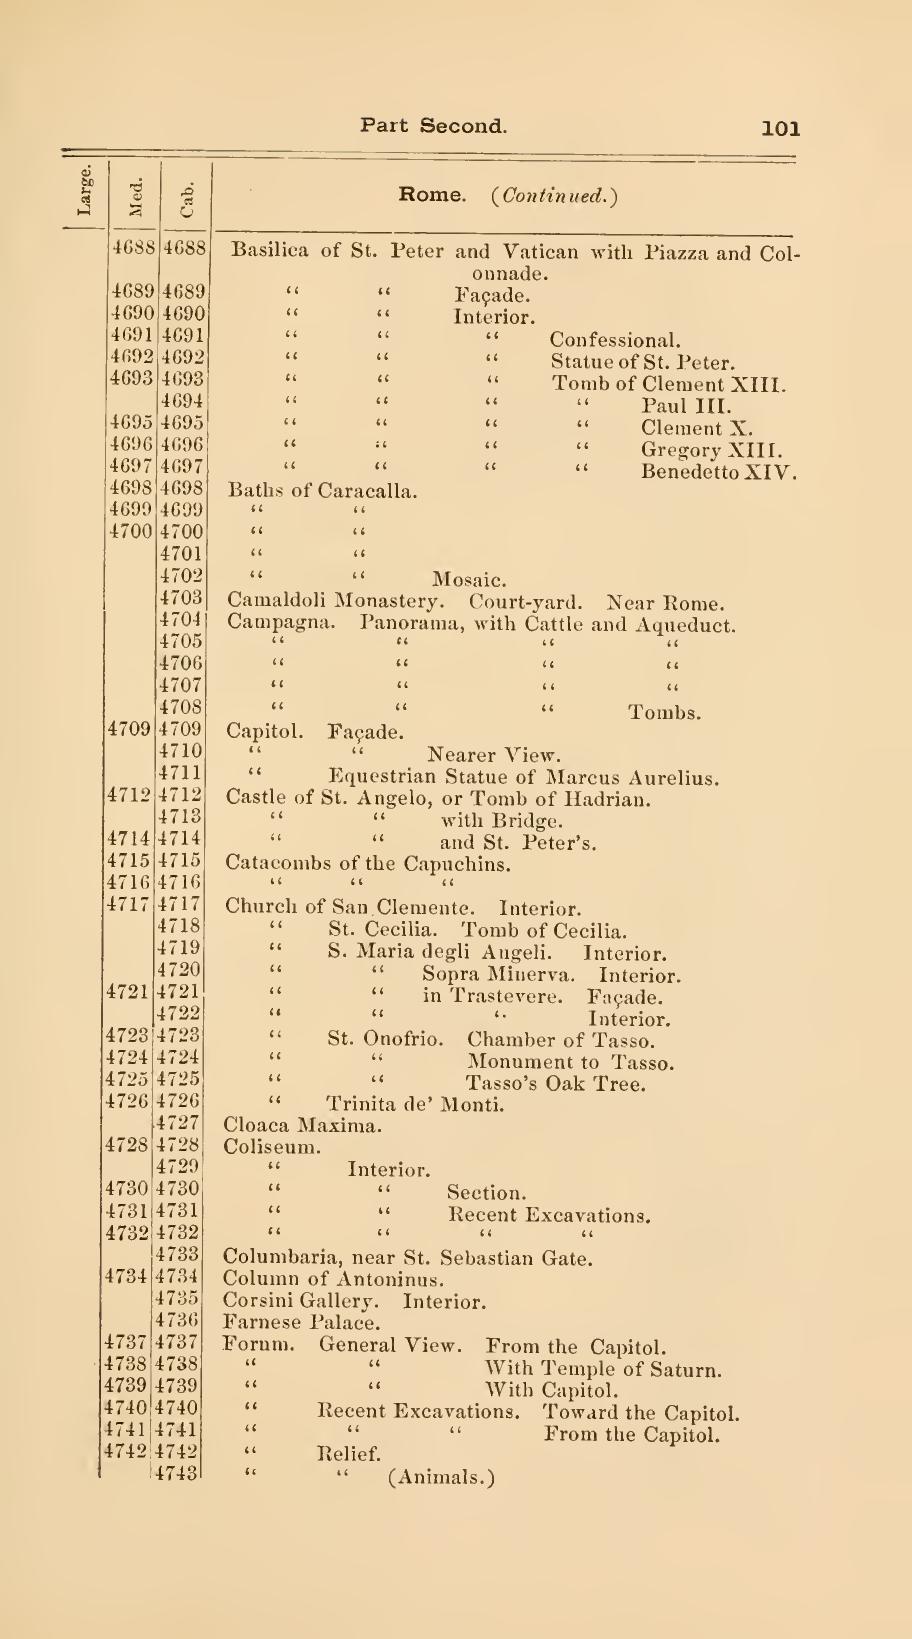 Part Second. 101
Large. Med. Cab. Rome. (Continued.)
4688 4688 Basilica of St. Peter and Vatican with Piazza and Col-
onnade.
4689 4689 “ “ Façade.
4690 4690 “ “ Interior.
4691 4691 “ “ “ Confessional.
4692 4692 “ “ “ Statue of St. Peter.
4693 4693 “ “ “ Tomb of Clement XIII.
4694 “ “ “ “ Paul III.
4695 4695 “ “ “ “ Clement X.
4696 4696 “ “ “ “ Gregory XIII.
4697 4697 “ “ “ “ Benedetto XIV.
4698 4698 Baths of Caracalla.
4699 4699 “ “
4700 4700 “ “
4701 “ “
4702 “ “ Mosaic.
4703 Camaldoli Monastery. Court-yard. Near Rome.
4704 Campagna. Panorama, with Cattle and Aqueduct.
4705 “ “ “ “
4706 “ “ “ “
4707 “ “ “ “
4708 “ “ “ Tombs.
4709 4709 Capitol. Façade.
4710 “ “ Nearer View.
4711 “ Equestrian Statue of Marcus Aurelius.
4712 4712 Castle of St. Angelo, or Tomb of Hadrian.
4713 “ “ with Bridge.
4714 4714 “ “ and St. Peter's.
4715 4715 Catacombs of the Capuchins.
4716 4716 “ “ “
4717 4717 Church of San Clemente. Interior.
4718 “ St. Cecilia. Tomb of Cecilia.
4719 “ S. Maria degli Angeli. Interior.
4720 “ “ Sopra Minerva. Interior.
4721 4721 “ “ in Trastevere. Façade.
4722 “ “ “ Interior.
4723 4723 “ St. Onofrio. Chamber of Tasso.
4724 4724 “ “ Monument to Tasso.
4725 4725 “ “ Tasso's Oak Tree.
4726 4726 “ Trinita de' Monti.
4727 Cloaca Maxima.
4728 4728 Coliseum.
4729 “ Interior.
4730 4730 “ “ Section.
4731 4731 “ “ Recent Excavations.
4732 4732 “ “ “ “
4733 Columbaria, near St. Sebastian Gate.
4734 4734 Column of Antoninus.
4735 Corsini Gallery. Interior.
4736 Farnese Palace.
4737 4737 Forum. General View. From the Capitol.
4738 4738 “ “ With Temple of Saturn.
4739 4739 “ “ With Capitol.
4740 4740 “ Recent Excavations. Toward the Capitol.
4741 4741 “ “ “ From the Capitol.
4742 4742 “ Relief.
4743 “ “ (Animals.)